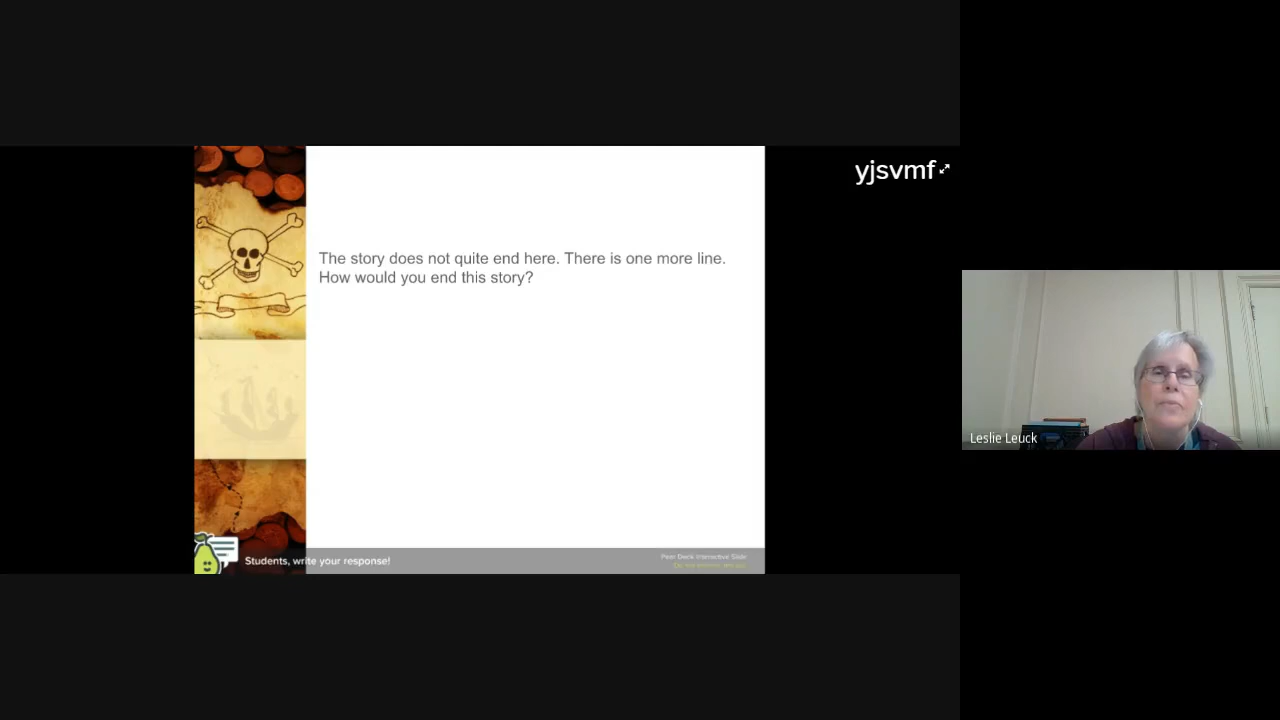 yjsvmf
The story does not quite end here. There is one more line.
How would you end this story?
Leslie Leuck
Students, write your response!
Pear Deck Interactive Slide